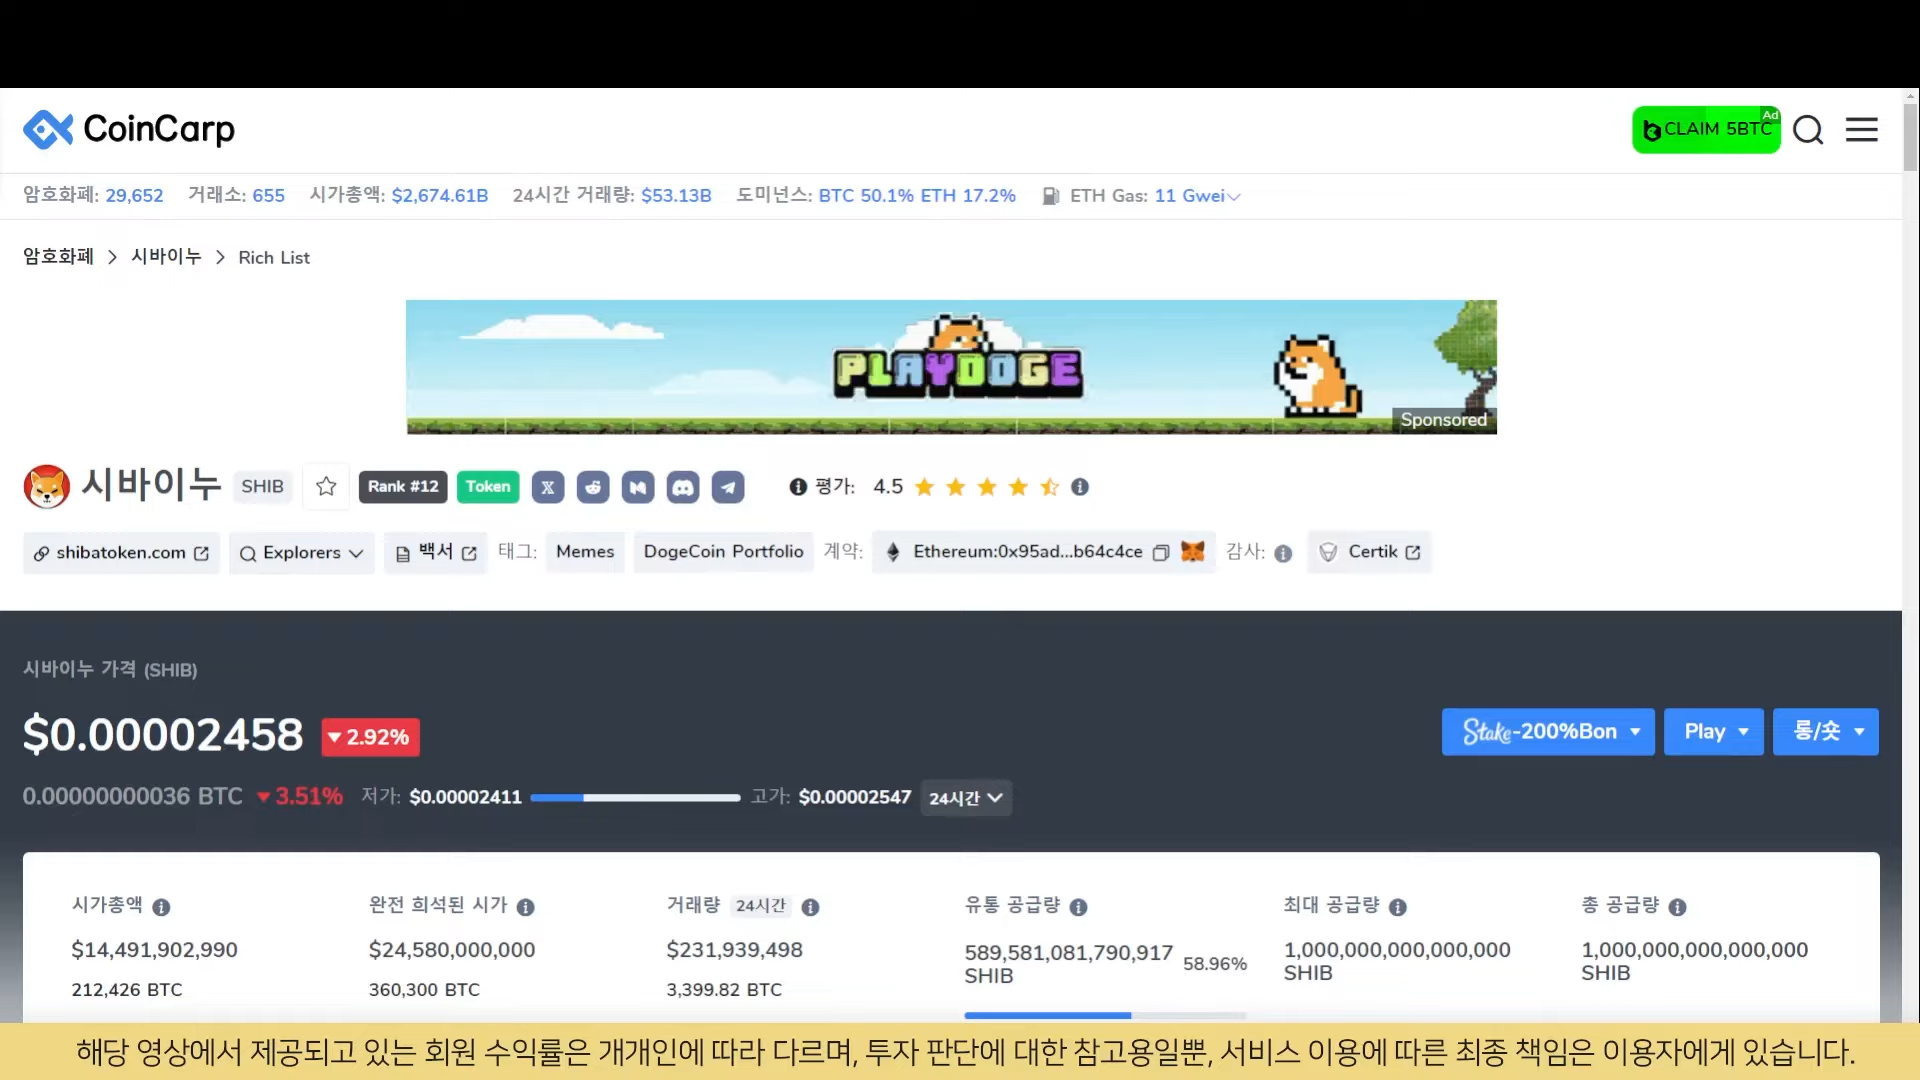 CoinCarp
CLAIM 5BTC Ad
암호화폐: 29,652 거래소: 655 시가총액: $2,674.61B 24시간 거래량: $53.13B 도미넌스: BTC 50.1% ETH 17.2% ETH Gas: 11 Gwei
암호화폐 > 시바이누 > Rich List
PLAYDOGE
Sponsored
시바이누 SHIB Rank #12 Token 평가: 4.5
shibatoken.com Explorers 백서 태그: Memes DogeCoin Portfolio 계약: Ethereum:0x95ad...b64c4ce 감사: Certik
시바이누 가격 (SHIB)
$0.00002458 2.92%
Stake-200%Bon Play 롱/숏
0.00000000036 BTC 3.51% 저가: $0.00002411 고가: $0.00002547 24시간
시가총액 완전 희석된 시가 거래량 24시간 유통 공급량 최대 공급량 총 공급량
$14,491,902,990 $24,580,000,000 $231,939,498 589,581,081,790,917 SHIB 58.96% 1,000,000,000,000,000 SHIB 1,000,000,000,000,000 SHIB
212,426 BTC 360,300 BTC 3,399.82 BTC
해당 영상에서 제공되고 있는 회원 수익률은 개개인에 따라 다르며, 투자 판단에 대한 참고용일뿐, 서비스 이용에 따른 최종 책임은 이용자에게 있습니다.